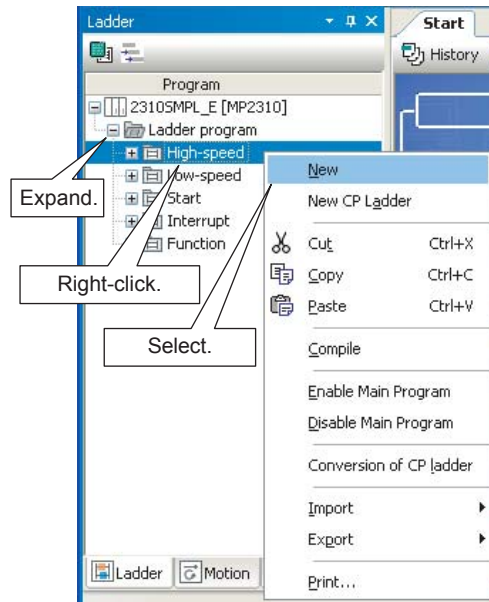 Ladder
Start
History
Program
2310SMPL_E [MP2310]
Ladder program
High-speed
Low-speed
Start
Interrupt
Function
Expand.
Right-click.
Select.
New
New CP Ladder
Cut Ctrl+X
Copy Ctrl+C
Paste Ctrl+V
Compile
Enable Main Program
Disable Main Program
Conversion of CP ladder
Import
Export
Print...
Ladder
Motion